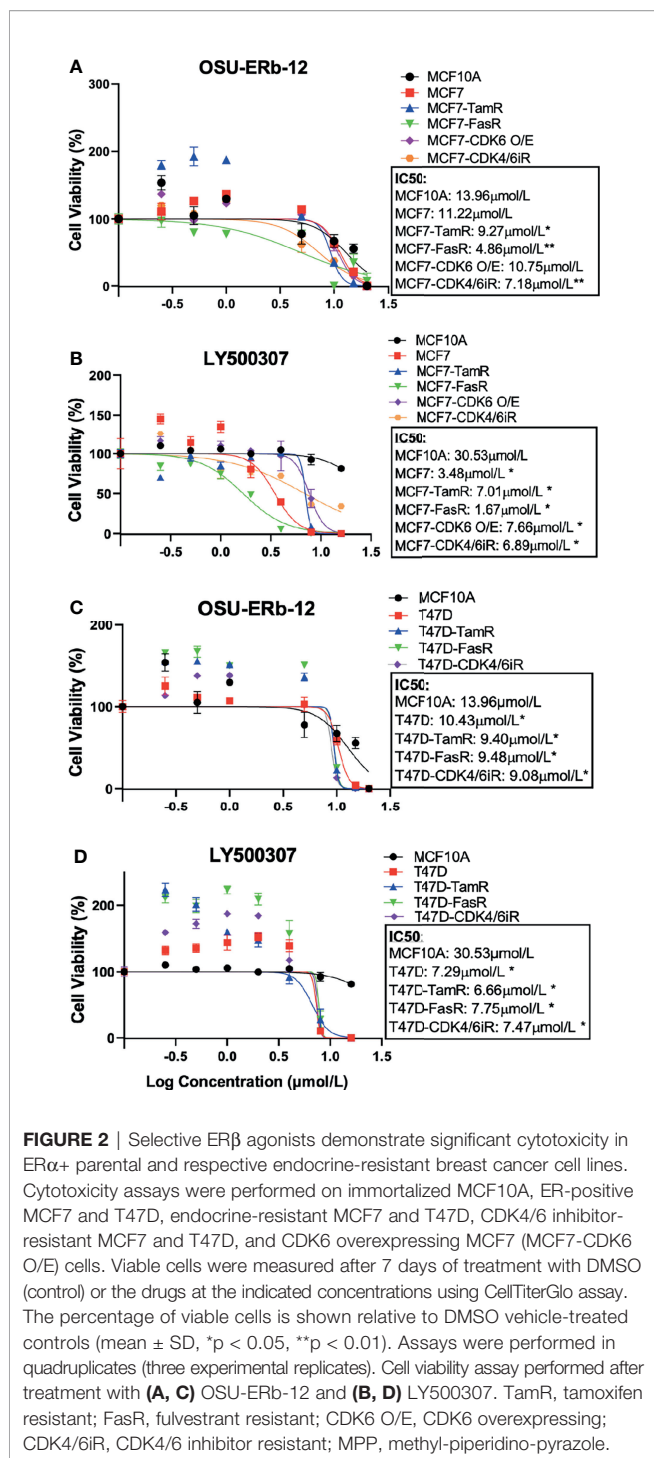 A
OSU-ERb-12
MCF10A
MCF7
MCF7-TamR
MCF7-FasR
MCF7-CDK6 O/E
MCF7-CDK4/6iR
Cell Viability (%)
300
200
100
0
-0.5 0.0 0.5 1.0 1.5
IC50:
MCF10A: 13.96µmol/L
MCF7: 11.22µmol/L
MCF7-TamR: 9.27µmol/L*
MCF7-FasR: 4.86µmol/L**
MCF7-CDK6 O/E: 10.75µmol/L
MCF7-CDK4/6iR: 7.18µmol/L**
B
LY500307
MCF10A
MCF7
MCF7-TamR
MCF7-FasR
MCF7-CDK6 O/E
MCF7-CDK4/6iR
Cell Viability (%)
200
150
100
50
0
-0.5 0.0 0.5 1.0 1.5
IC50:
MCF10A: 30.53µmol/L
MCF7: 3.48µmol/L *
MCF7-TamR: 7.01µmol/L *
MCF7-FasR: 1.67µmol/L *
MCF7-CDK6 O/E: 7.66µmol/L *
MCF7-CDK4/6iR: 6.89µmol/L *
C
OSU-ERb-12
MCF10A
T47D
T47D-TamR
T47D-FasR
T47D-CDK4/6iR
Cell Viability (%)
200
100
0
-0.5 0.0 0.5 1.0 1.5
IC50:
MCF10A: 13.96µmol/L
T47D: 10.43µmol/L*
T47D-TamR: 9.40µmol/L*
T47D-FasR: 9.48µmol/L*
T47D-CDK4/6iR: 9.08µmol/L*
D
LY500307
MCF10A
T47D
T47D-TamR
T47D-FasR
T47D-CDK4/6iR
Cell Viability (%)
200
100
0
-0.5 0.0 0.5 1.0 1.5
Log Concentration (µmol/L)
IC50:
MCF10A: 30.53µmol/L
T47D: 7.29µmol/L *
T47D-TamR: 6.66µmol/L *
T47D-FasR: 7.75µmol/L *
T47D-CDK4/6iR: 7.47µmol/L *
FIGURE 2 | Selective ERβ agonists demonstrate significant cytotoxicity in
ERα+ parental and respective endocrine-resistant breast cancer cell lines.
Cytotoxicity assays were performed on immortalized MCF10A, ER-positive
MCF7 and T47D, endocrine-resistant MCF7 and T47D, CDK4/6 inhibitor-
resistant MCF7 and T47D, and CDK6 overexpressing MCF7 (MCF7-CDK6
O/E) cells. Viable cells were measured after 7 days of treatment with DMSO
(control) or the drugs at the indicated concentrations using CellTiterGlo assay.
The percentage of viable cells is shown relative to DMSO vehicle-treated
controls (mean ± SD, *p < 0.05, **p < 0.01). Assays were performed in
quadruplicates (three experimental replicates). Cell viability assay performed after
treatment with (A, C) OSU-ERb-12 and (B, D) LY500307. TamR, tamoxifen
resistant; FasR, fulvestrant resistant; CDK6 O/E, CDK6 overexpressing;
CDK4/6iR, CDK4/6 inhibitor resistant; MPP, methyl-piperidino-pyrazole.